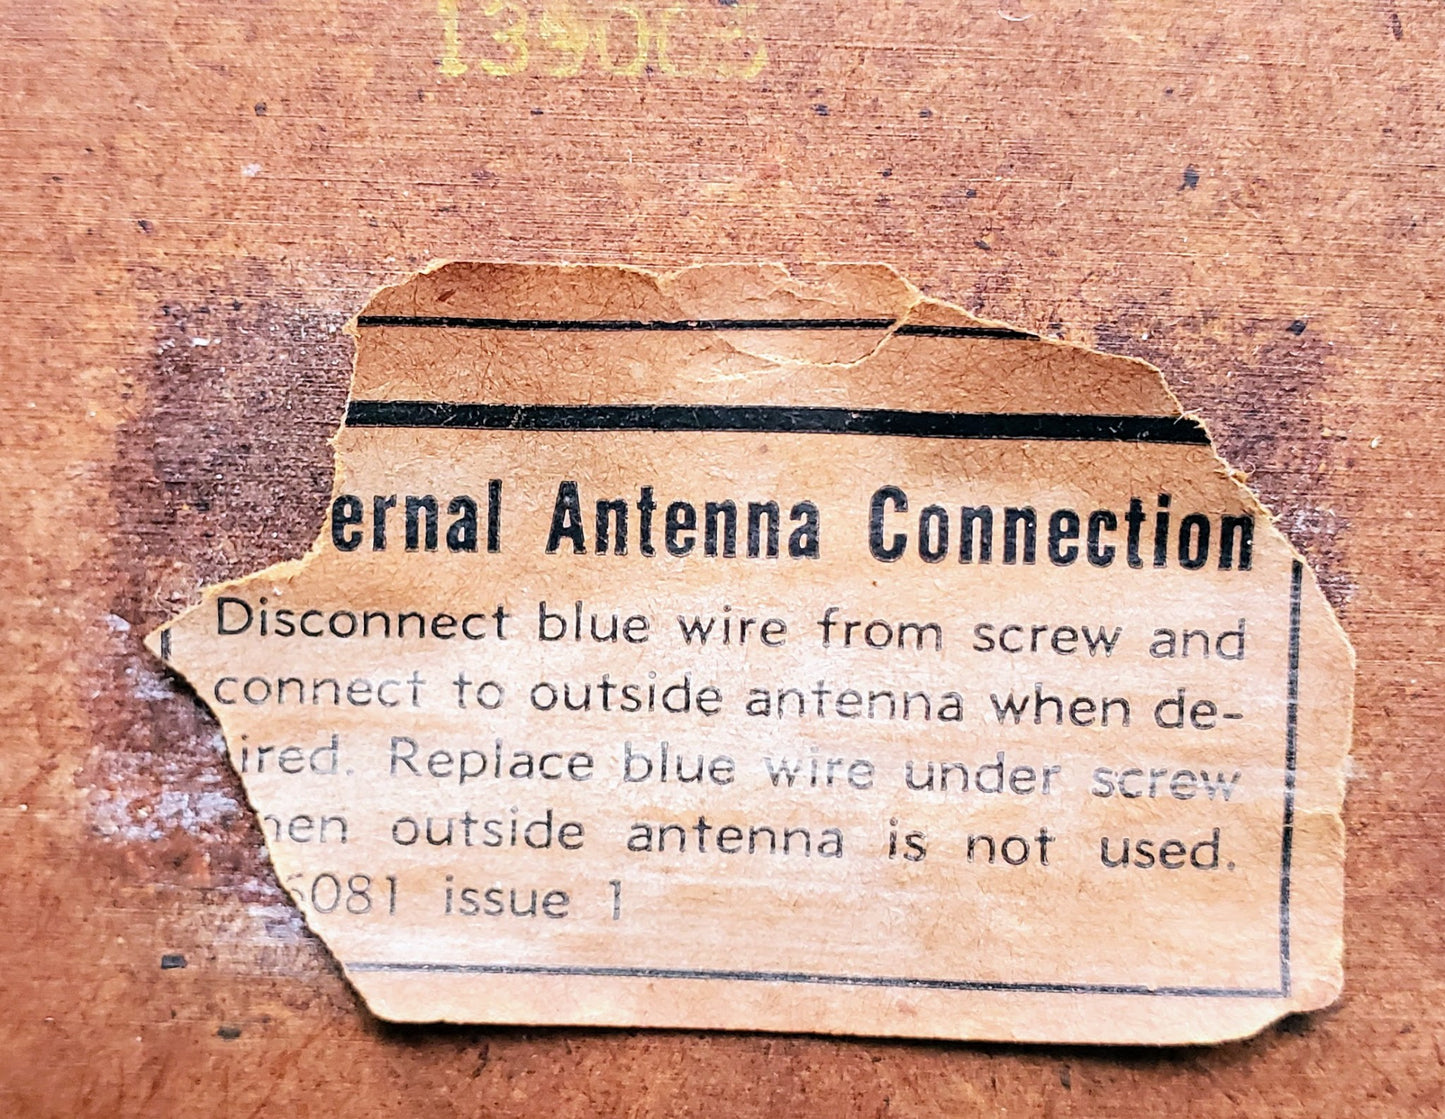 ernal Antenna Connection
Disconnect blue wire from screw and
connect to outside antenna when de-
ired. Replace blue wire under screw
hen outside antenna is not used.
6081 issue 1